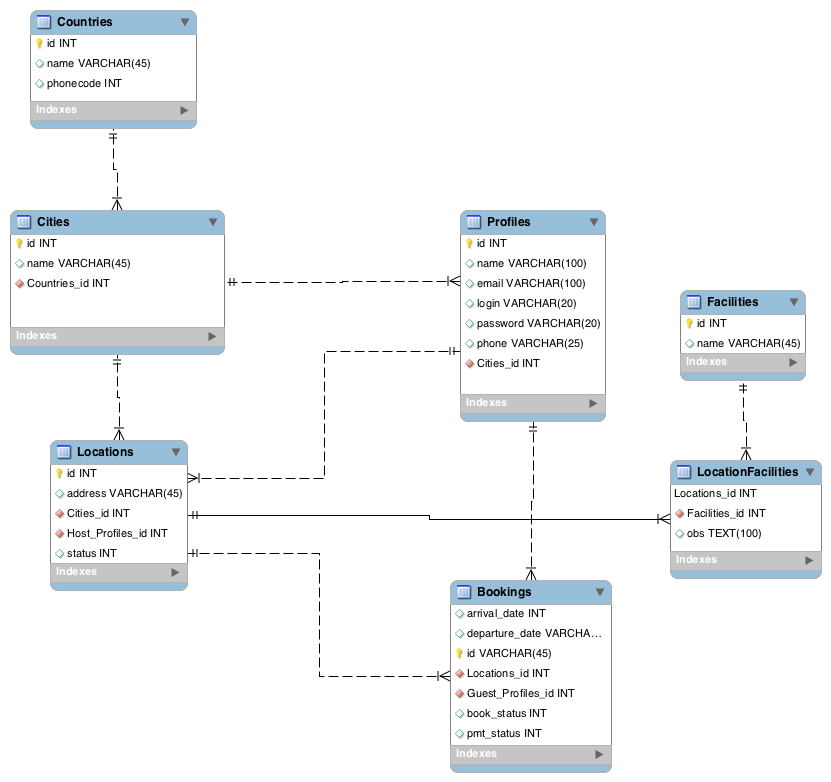 Countries
id INT
name VARCHAR(45)
phonecode INT
Indexes
Cities
id INT
name VARCHAR(45)
Countries_id INT
Indexes
Profiles
id INT
name VARCHAR(100)
email VARCHAR(100)
login VARCHAR(20)
password VARCHAR(20)
phone VARCHAR(25)
Cities_id INT
Indexes
Facilities
id INT
name VARCHAR(45)
Indexes
Locations
id INT
address VARCHAR(45)
Cities_id INT
Host_Profiles_id INT
status INT
Indexes
LocationFacilities
Locations_id INT
Facilities_id INT
obs TEXT(100)
Indexes
Bookings
arrival_date INT
departure_date VARCHA...
id VARCHAR(45)
Locations_id INT
Guest_Profiles_id INT
book_status INT
pmt_status INT
Indexes